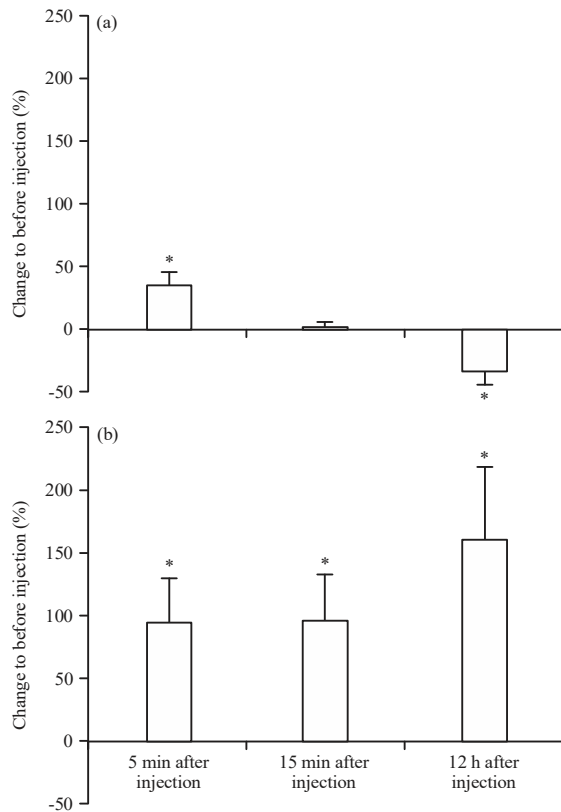 (a)
Change to before injection (%)
250
200
150
100
50
0
-50
*
*
(b)
Change to before injection (%)
250
200
150
100
50
0
-50
*
*
*
5 min after
injection
15 min after
injection
12 h after
injection